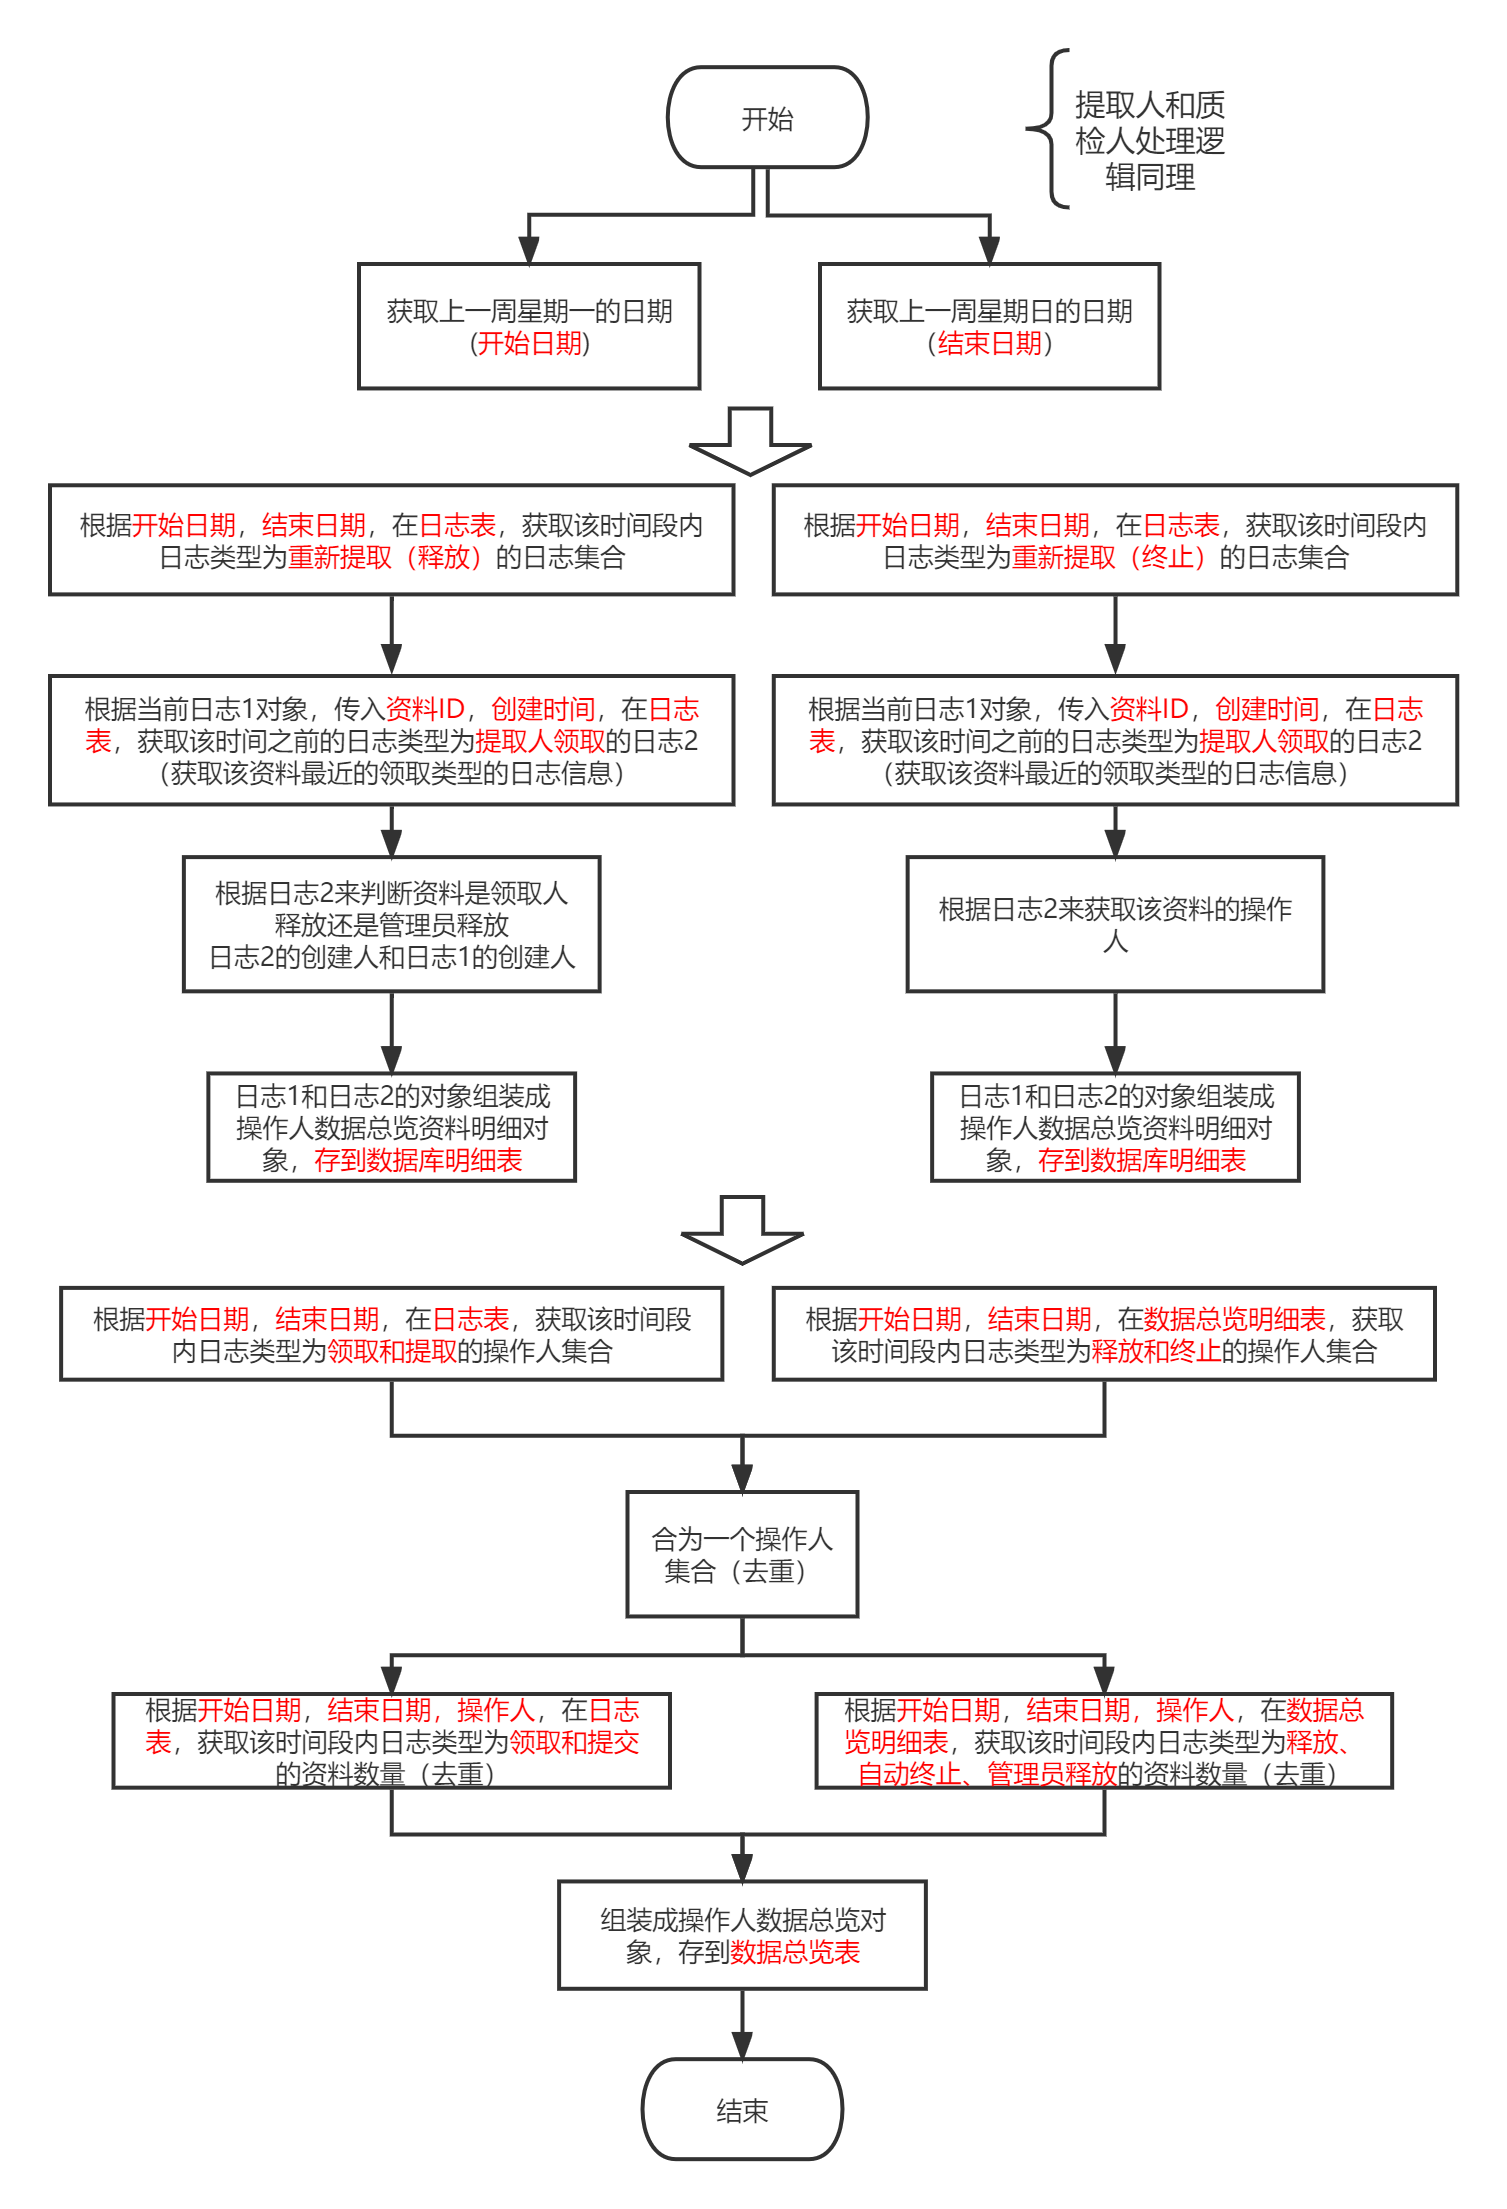 开始
提取人和质
检人处理逻
辑同理
获取上一周星期一的日期
(开始日期)
获取上一周星期日的日期
（结束日期）
根据开始日期，结束日期，在日志表，获取该时间段内
日志类型为重新提取（释放）的日志集合
根据开始日期，结束日期，在日志表，获取该时间段内
日志类型为重新提取（终止）的日志集合
根据当前日志1对象，传入资料ID，创建时间，在日志
表，获取该时间之前的日志类型为提取人领取的日志2
（获取该资料最近的领取类型的日志信息）
根据当前日志1对象，传入资料ID，创建时间，在日志
表，获取该时间之前的日志类型为提取人领取的日志2
（获取该资料最近的领取类型的日志信息）
根据日志2来判断资料是领取人
释放还是管理员释放
日志2的创建人和日志1的创建人
根据日志2来获取该资料的操作
人
日志1和日志2的对象组装成
操作人数据总览资料明细对
象，存到数据库明细表
日志1和日志2的对象组装成
操作人数据总览资料明细对
象，存到数据库明细表
根据开始日期，结束日期，在日志表，获取该时间段
内日志类型为领取和提取的操作人集合
根据开始日期，结束日期，在数据总览明细表，获取
该时间段内日志类型为释放和终止的操作人集合
合为一个操作人
集合（去重）
根据开始日期，结束日期，操作人，在日志
表，获取该时间段内日志类型为领取和提交
的资料数量（去重）
根据开始日期，结束日期，操作人，在数据总
览明细表，获取该时间段内日志类型为释放、
自动终止、管理员释放的资料数量（去重）
组装成操作人数据总览对
象，存到数据总览表
结束